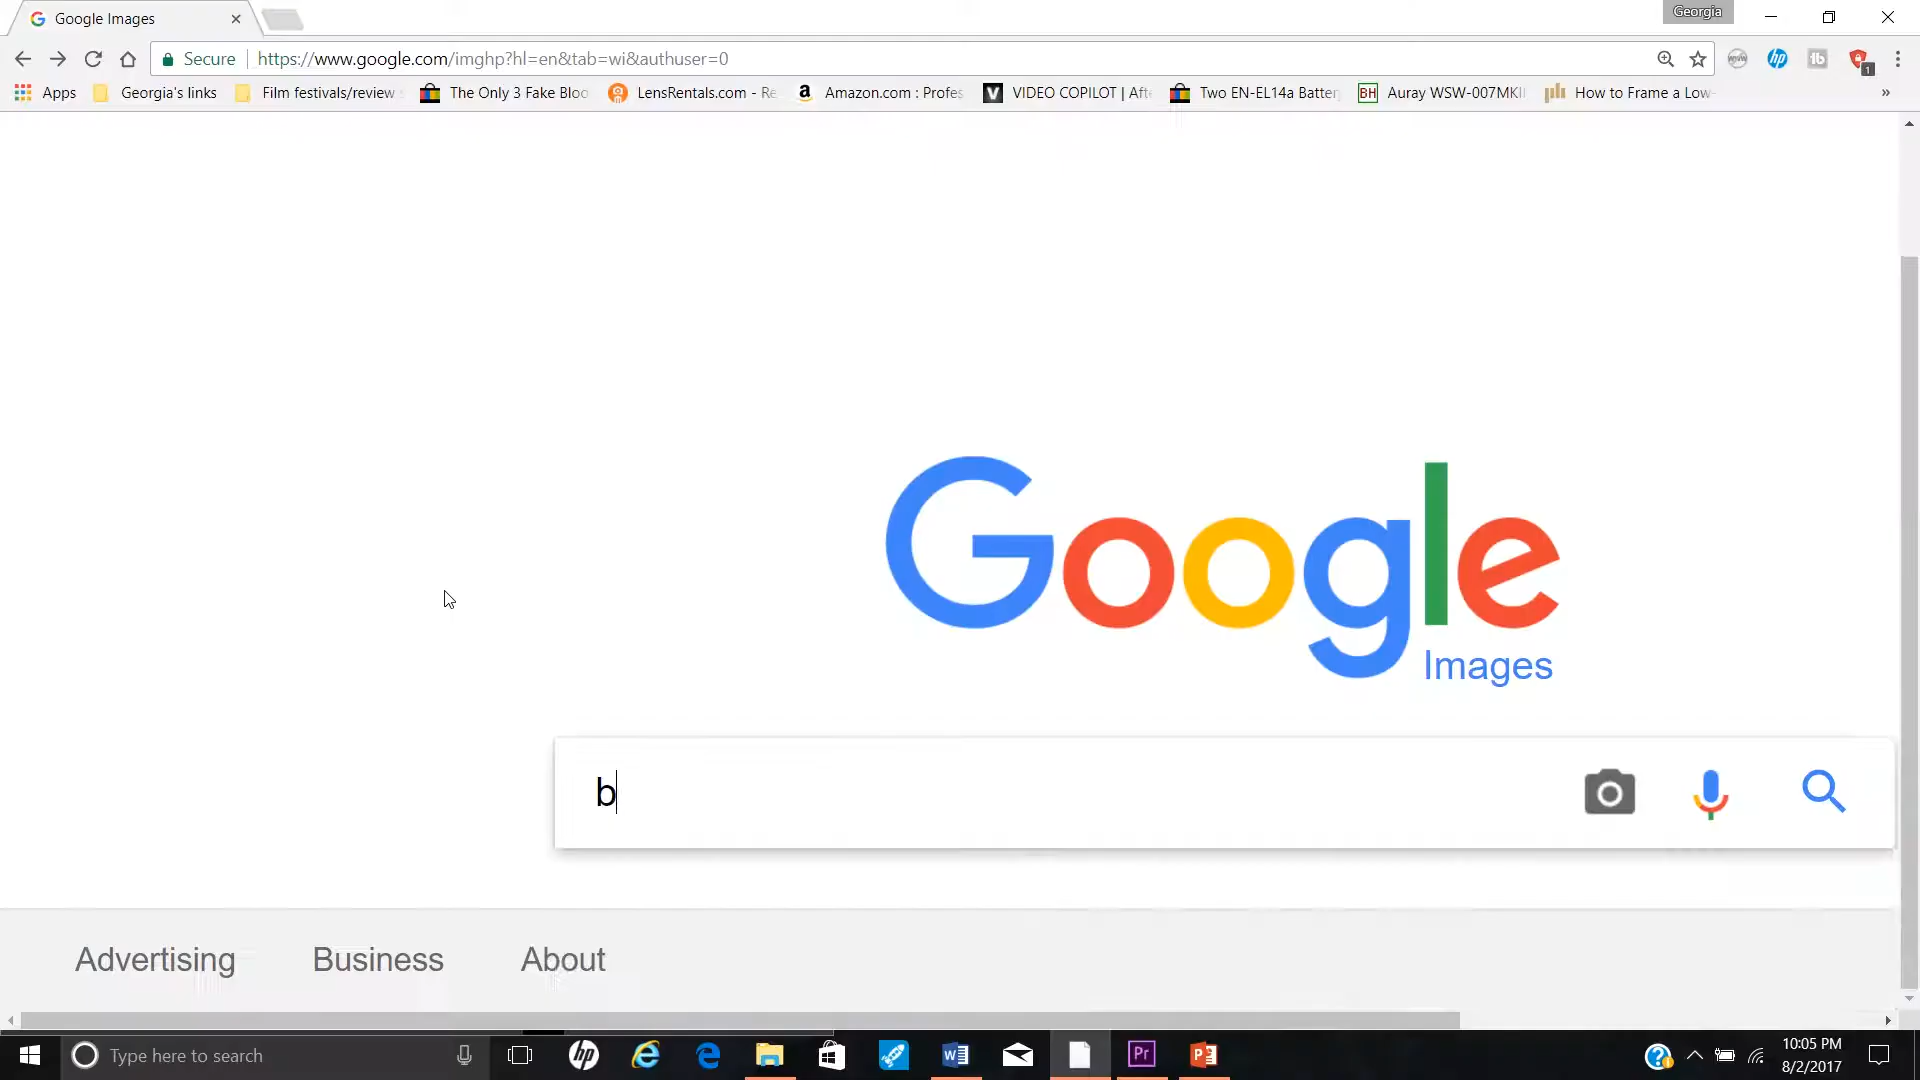 Google Images
Georgia
Secure https://www.google.com/imghp?hl=en&tab=wi&authuser=0
Apps Georgia's links Film festivals/review The Only 3 Fake Bloo LensRentals.com - Re Amazon.com : Profes VIDEO COPILOT | Aft Two EN-EL14a Batter BH Auray WSW-007MKI How to Frame a Low- »
Google
Images
b
Advertising Business About
Type here to search
10:05 PM
8/2/2017